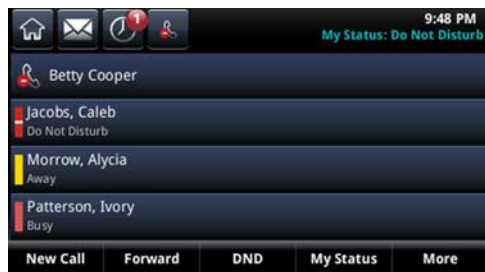 1
9:48 PM
My Status: Do Not Disturb
Betty Cooper
Jacobs, Caleb
Do Not Disturb
Morrow, Alycia
Away
Patterson, Ivory
Busy
New Call Forward DND My Status More